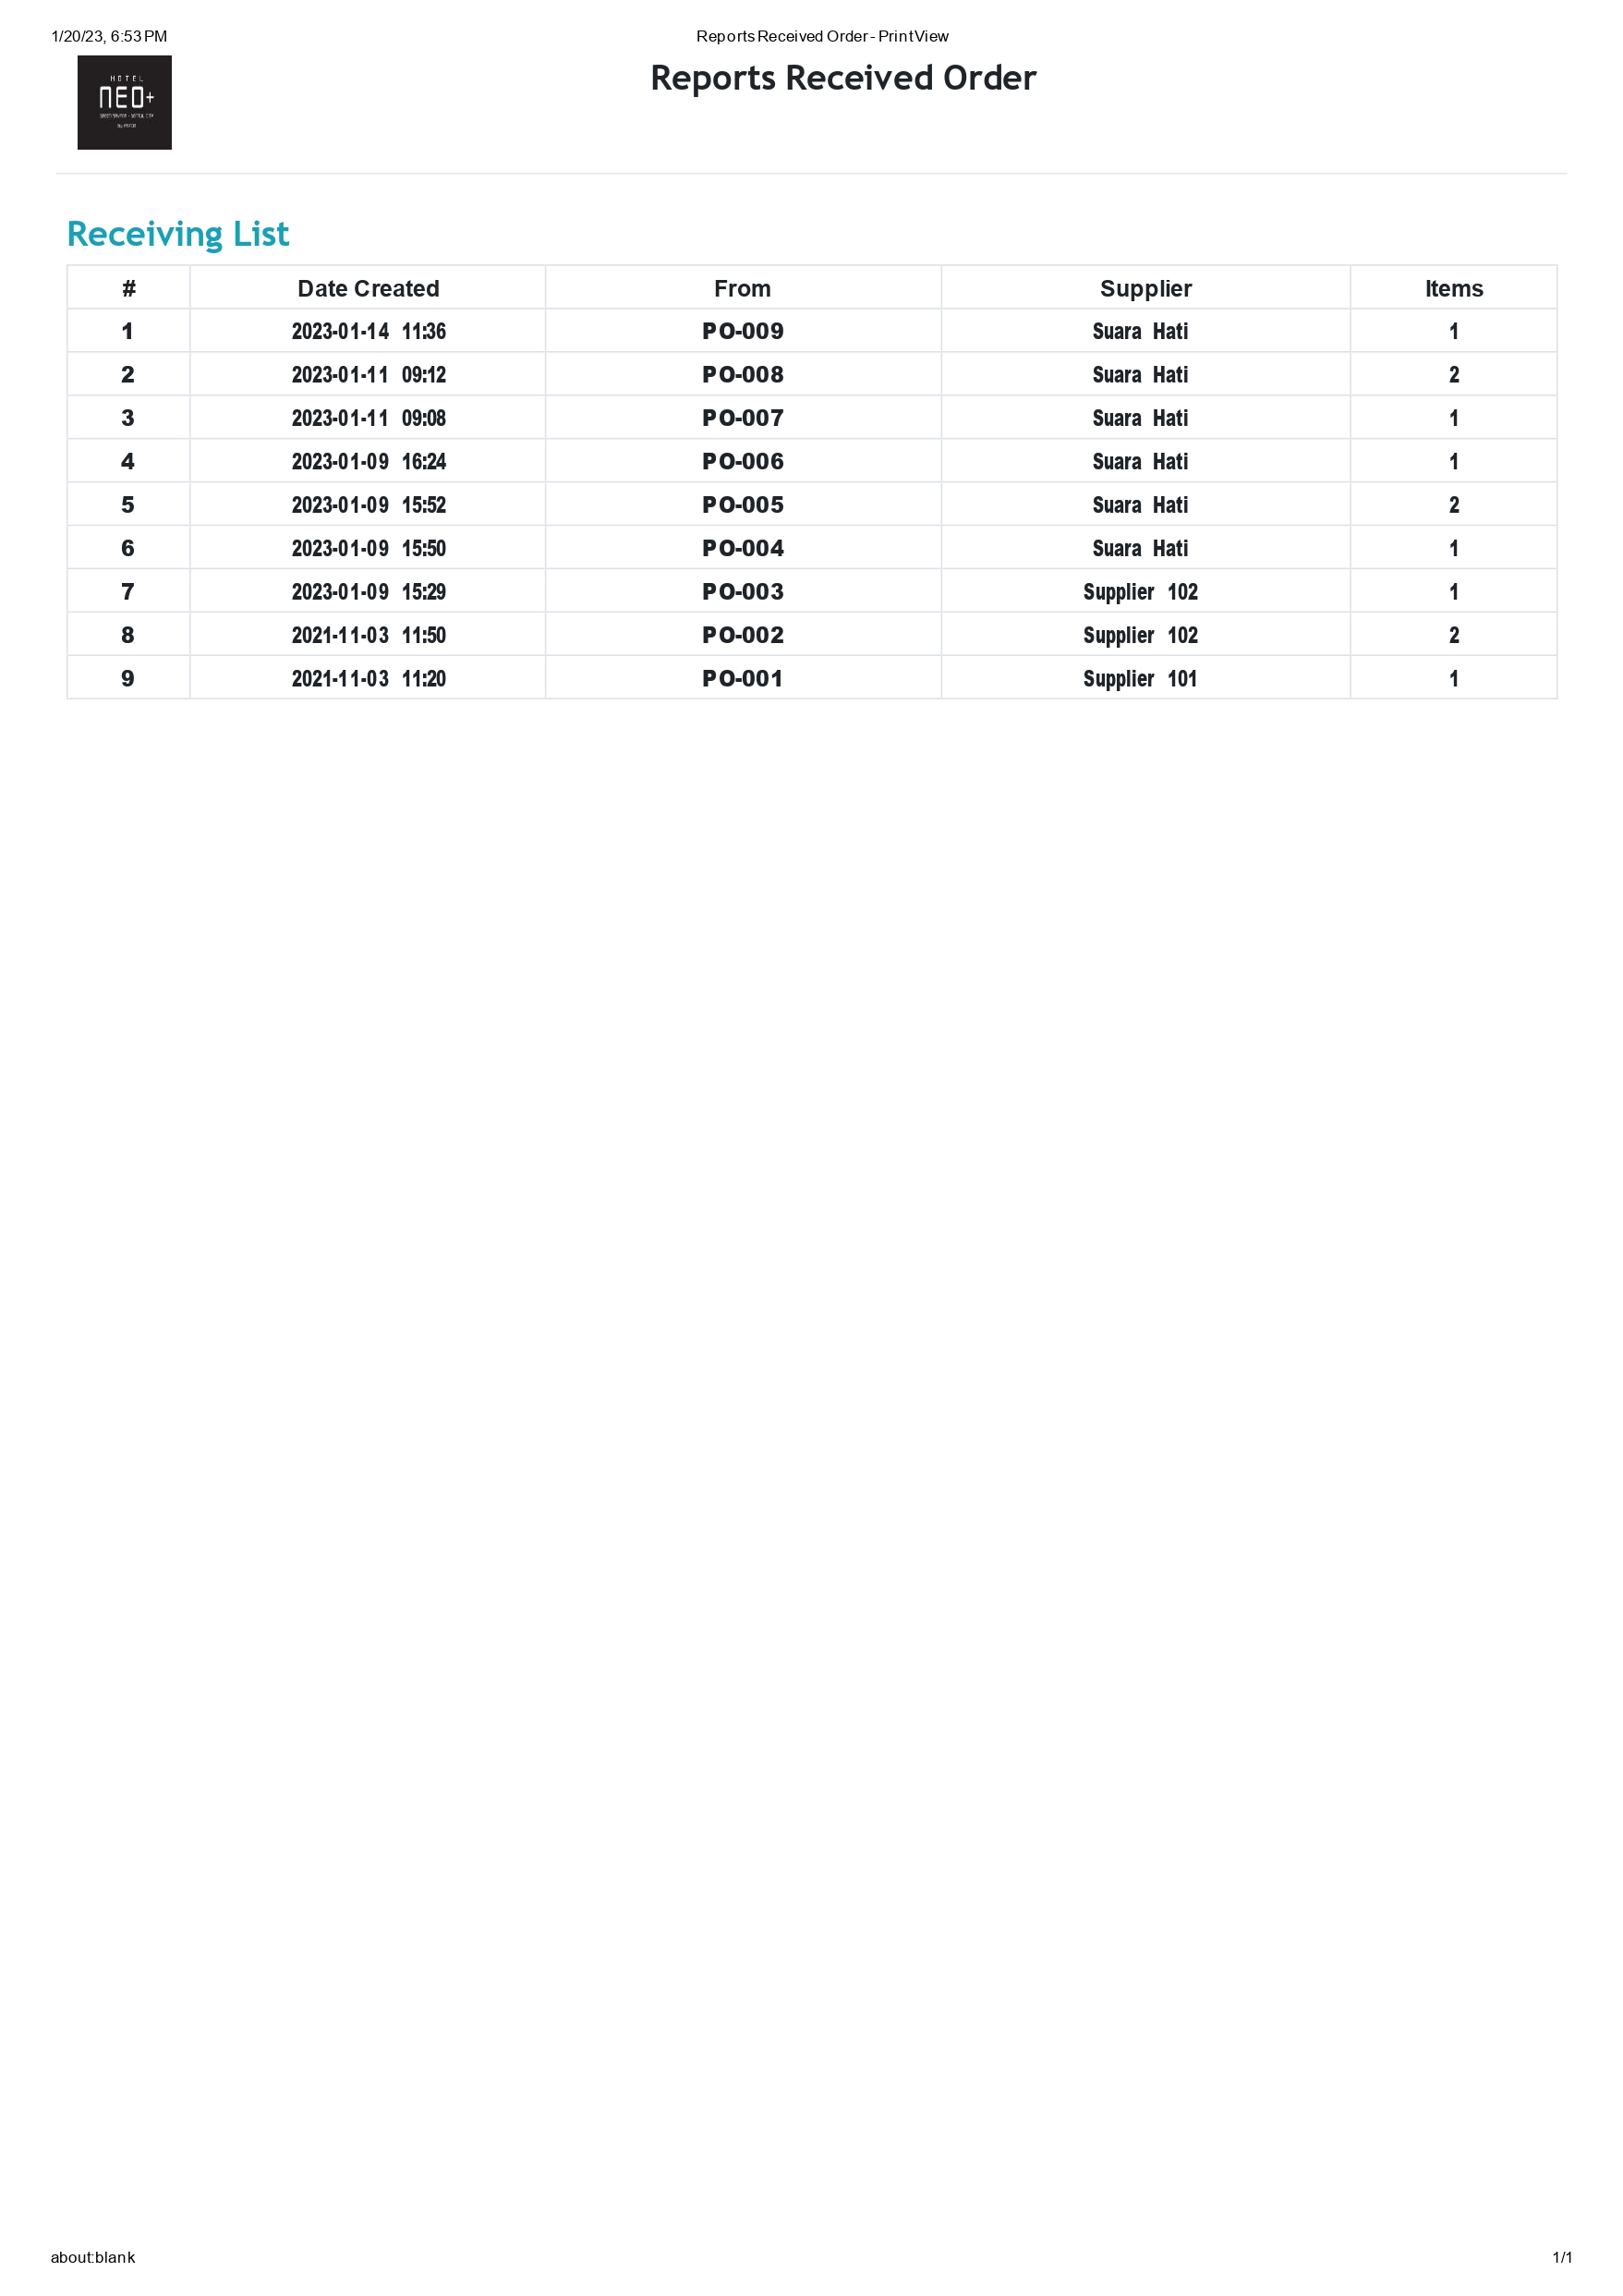 1/20/23, 6:53 PM Reports Received Order - Print View
HOTEL
NEO+
Reports Received Order
Receiving List
# Date Created From Supplier Items
1 2023-01-14 11:36 PO-009 Suara Hati 1
2 2023-01-11 09:12 PO-008 Suara Hati 2
3 2023-01-11 09:08 PO-007 Suara Hati 1
4 2023-01-09 16:24 PO-006 Suara Hati 1
5 2023-01-09 15:52 PO-005 Suara Hati 2
6 2023-01-09 15:50 PO-004 Suara Hati 1
7 2023-01-09 15:29 PO-003 Supplier 102 1
8 2021-11-03 11:50 PO-002 Supplier 102 2
9 2021-11-03 11:20 PO-001 Supplier 101 1
about:blank 1/1